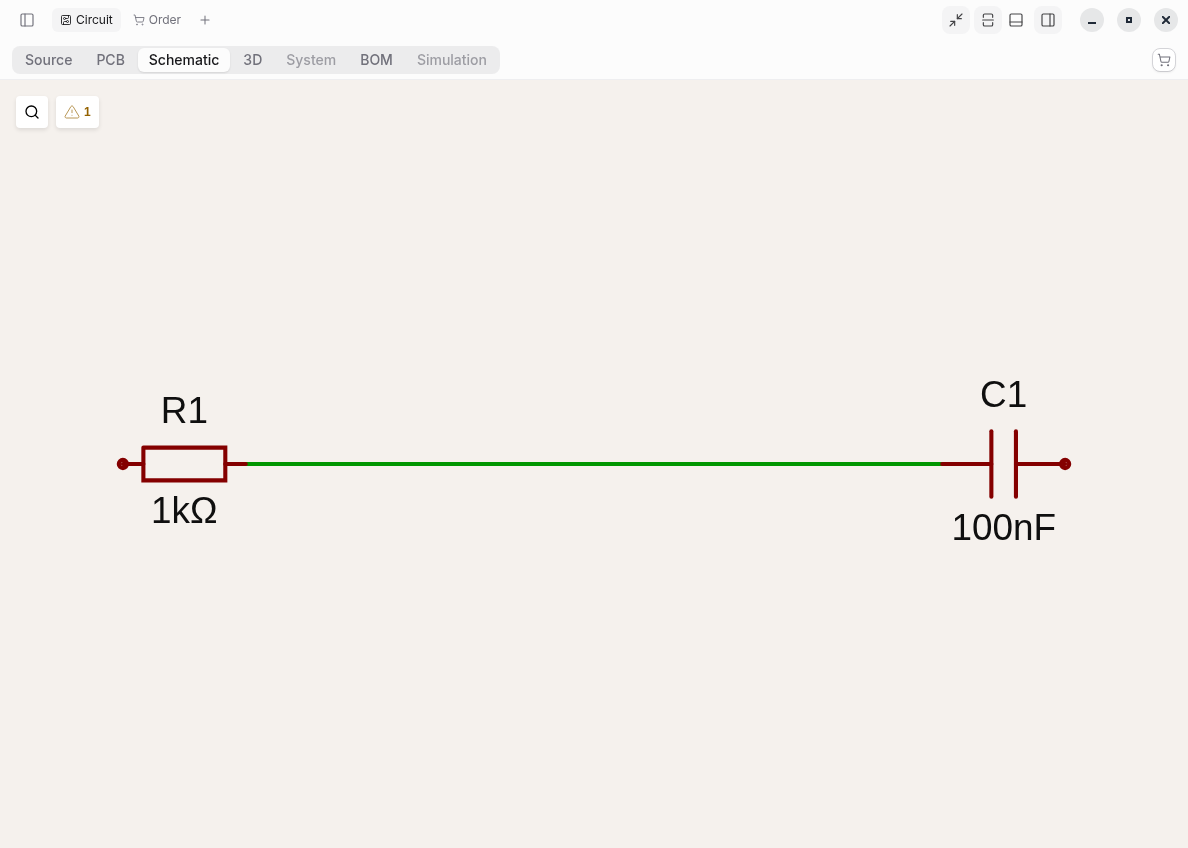 Circuit Order
Source PCB Schematic 3D System BOM Simulation
1
R1
1kΩ
C1
100nF